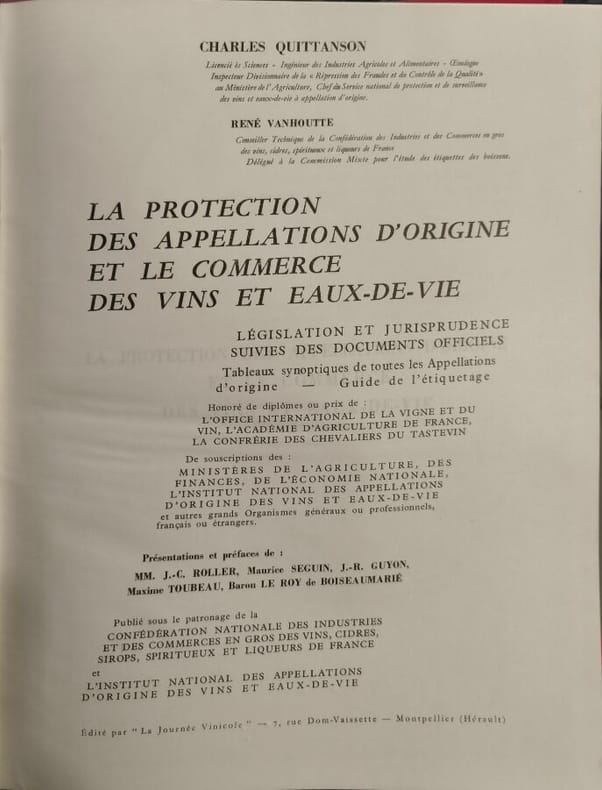 CHARLES QUITTANSON
Licencié ès Sciences - Ingénieur des Industries Agricoles et Alimentaires - Œnologue
Inspecteur Divisionnaire de la « Répression des Fraudes et du Contrôle de la Qualité »
au Ministère de l'Agriculture, Chef du Service national de protection et de surveillance
des vins et eaux-de-vie à appellation d'origine.
RENÉ VANHOUTTE
Conseiller Technique de la Confédération des Industries et des Commerces en gros
des vins, cidres, spiritueux et liqueurs de France
Délégué à la Commission Mixte pour l'étude des étiquettes des boissons.
LA PROTECTION
DES APPELLATIONS D'ORIGINE
ET LE COMMERCE
DES VINS ET EAUX-DE-VIE
LÉGISLATION ET JURISPRUDENCE
SUIVIES DES DOCUMENTS OFFICIELS
Tableaux synoptiques de toutes les Appellations
d'origine — Guide de l'étiquetage
Honoré de diplômes ou prix de :
L'OFFICE INTERNATIONAL DE LA VIGNE ET DU
VIN, L'ACADÉMIE D'AGRICULTURE DE FRANCE,
LA CONFRÉRIE DES CHEVALIERS DU TASTEVIN
De souscriptions des :
MINISTÈRES DE L'AGRICULTURE, DES
FINANCES, DE L'ÉCONOMIE NATIONALE,
L'INSTITUT NATIONAL DES APPELLATIONS
D'ORIGINE DES VINS ET EAUX-DE-VIE
et autres grands Organismes généraux ou professionnels,
français ou étrangers.
Présentations et préfaces de :
MM. J.-C. ROLLER, Maurice SEGUIN, J.-R. GUYON,
Maxime TOUBEAU, Baron LE ROY de BOISEAUMARIÉ
Publié sous le patronage de la
CONFÉDÉRATION NATIONALE DES INDUSTRIES
ET DES COMMERCES EN GROS DES VINS, CIDRES,
SIROPS, SPIRITUEUX ET LIQUEURS DE FRANCE
et
L'INSTITUT NATIONAL DES APPELLATIONS
D'ORIGINE DES VINS ET EAUX-DE-VIE
Édité par "La Journée Vinicole" — 7, rue Dom-Vaissette — Montpellier (Hérault)